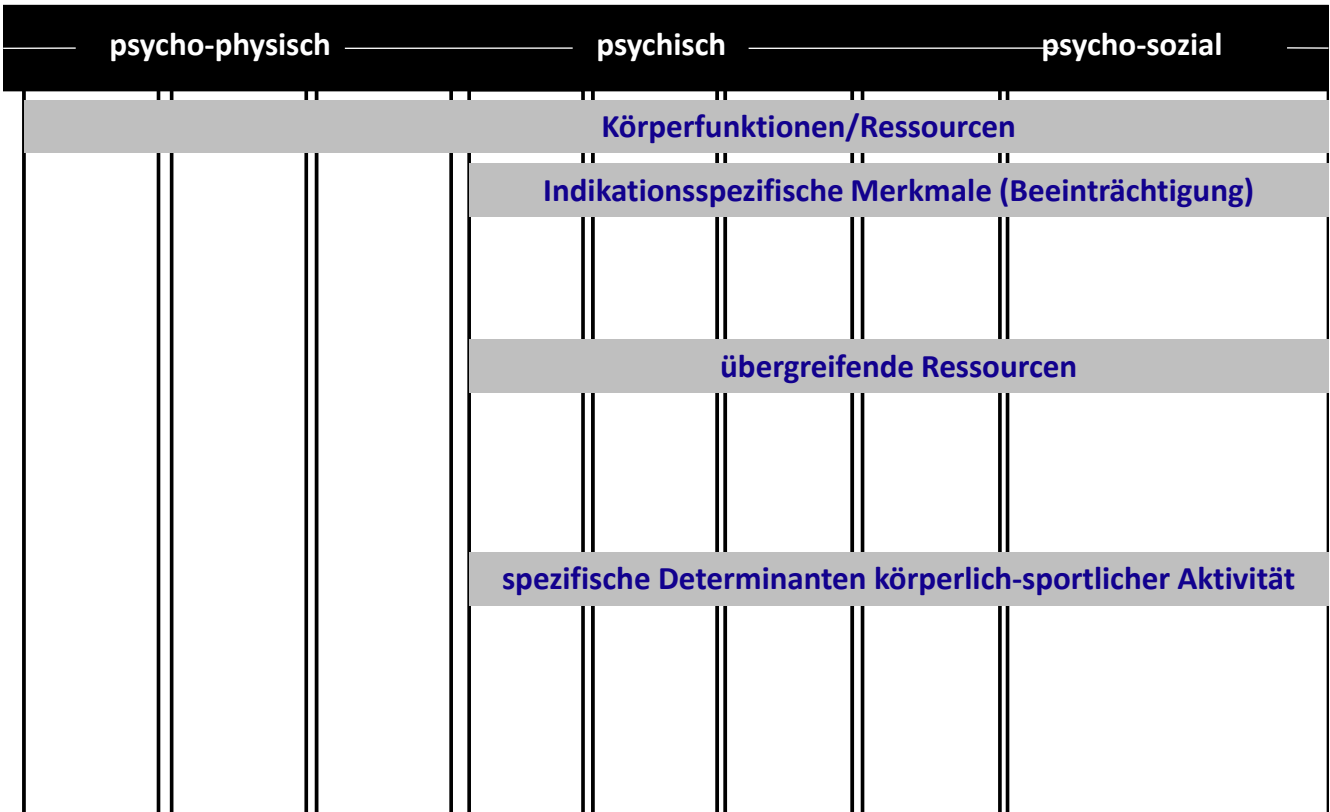 psycho-physisch psychisch psycho-sozial
Körperfunktionen/Ressourcen
Indikationsspezifische Merkmale (Beeinträchtigung)
übergreifende Ressourcen
spezifische Determinanten körperlich-sportlicher Aktivität